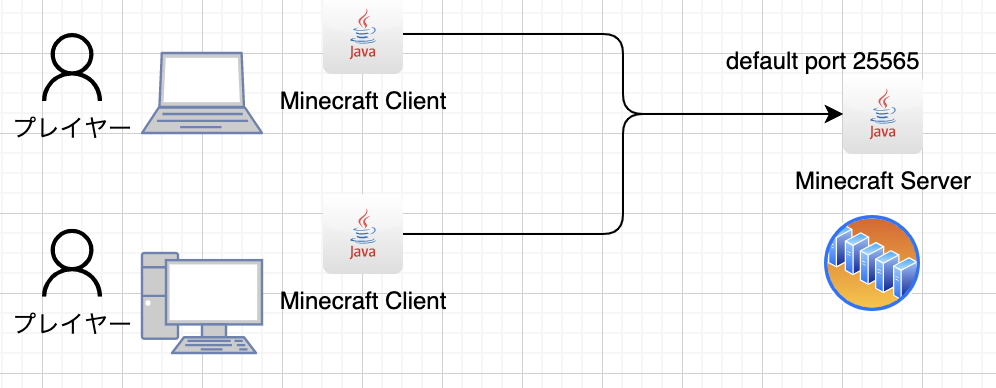 Java
Minecraft Client
プレイヤー
default port 25565
Java
Minecraft Server
Java
Minecraft Client
プレイヤー